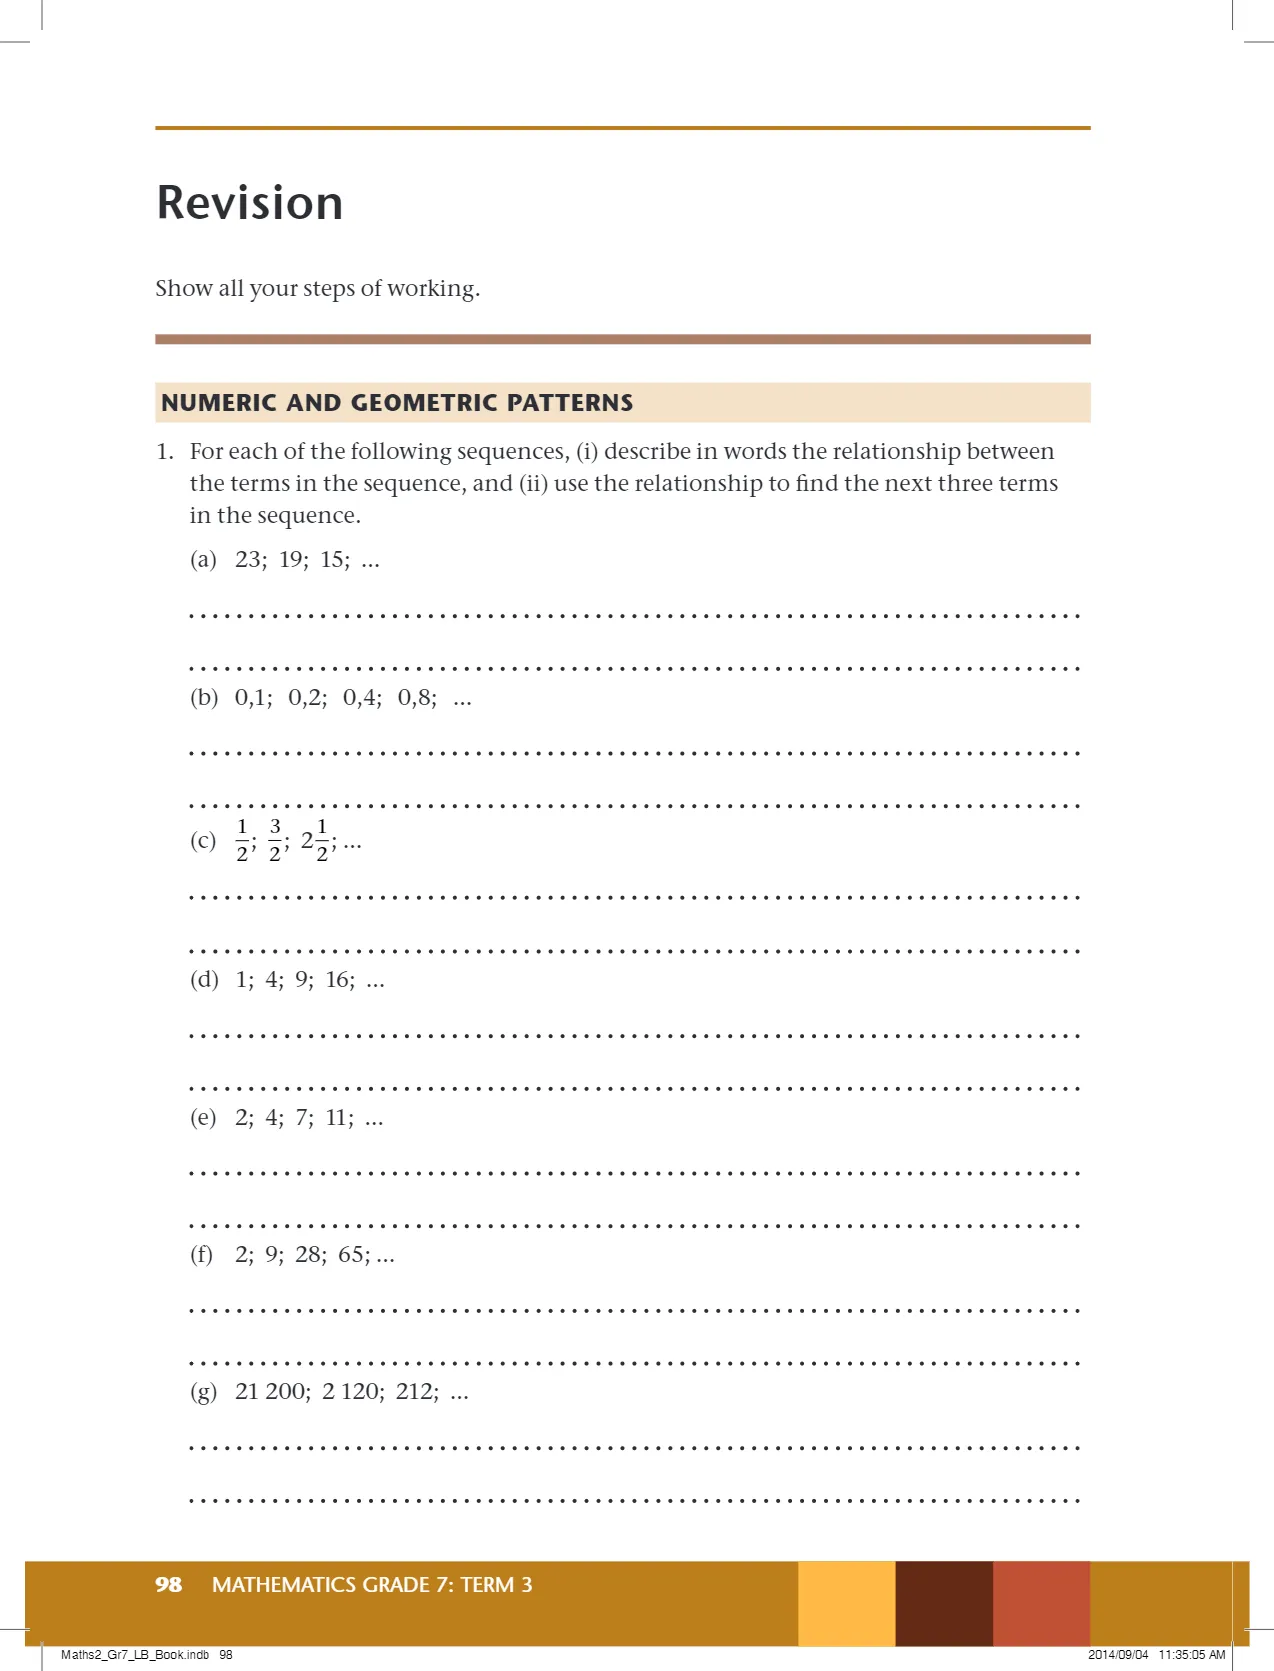 Revision
Show all your steps of working.
NUMERIC AND GEOMETRIC PATTERNS
1. For each of the following sequences, (i) describe in words the relationship between
the terms in the sequence, and (ii) use the relationship to find the next three terms
in the sequence.
(a) 23; 19; 15; ...
(b) 0,1; 0,2; 0,4; 0,8; ...
(c) 1/2; 3/2; 2 1/2; ...
(d) 1; 4; 9; 16; ...
(e) 2; 4; 7; 11; ...
(f) 2; 9; 28; 65; ...
(g) 21 200; 2 120; 212; ...
98 MATHEMATICS GRADE 7: TERM 3
Maths2_Gr7_LB_Book.indb 98 2014/09/04 11:35:05 AM